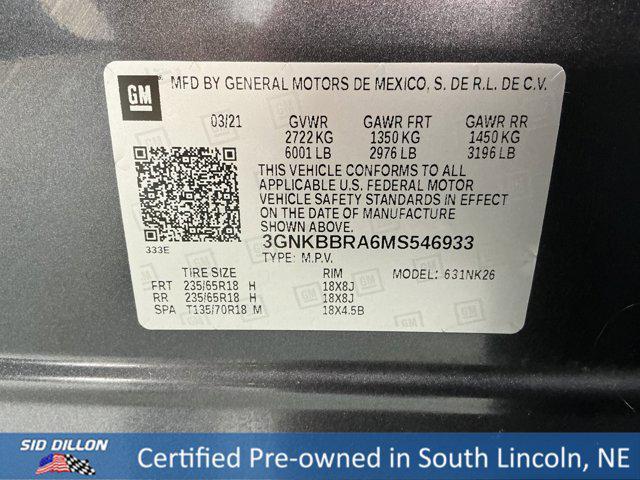 GM
MFD BY GENERAL MOTORS DE MEXICO, S. DE R.L. DE C.V.
03/21 GVWR GAWR FRT GAWR RR
2722 KG 1350 KG 1450 KG
6001 LB 2976 LB 3196 LB
THIS VEHICLE CONFORMS TO ALL
APPLICABLE U.S. FEDERAL MOTOR
VEHICLE SAFETY STANDARDS IN EFFECT
ON THE DATE OF MANUFACTURE
SHOWN ABOVE.
333E
3GNKBBRA6MS546933
TYPE: M.P.V.
TIRE SIZE RIM MODEL: 631NK26
FRT 235/65R18 H 18X8J
RR 235/65R18 H 18X8J
SPA T135/70R18 M 18X4.5B
SID DILLON
Certified Pre-owned in South Lincoln, NE